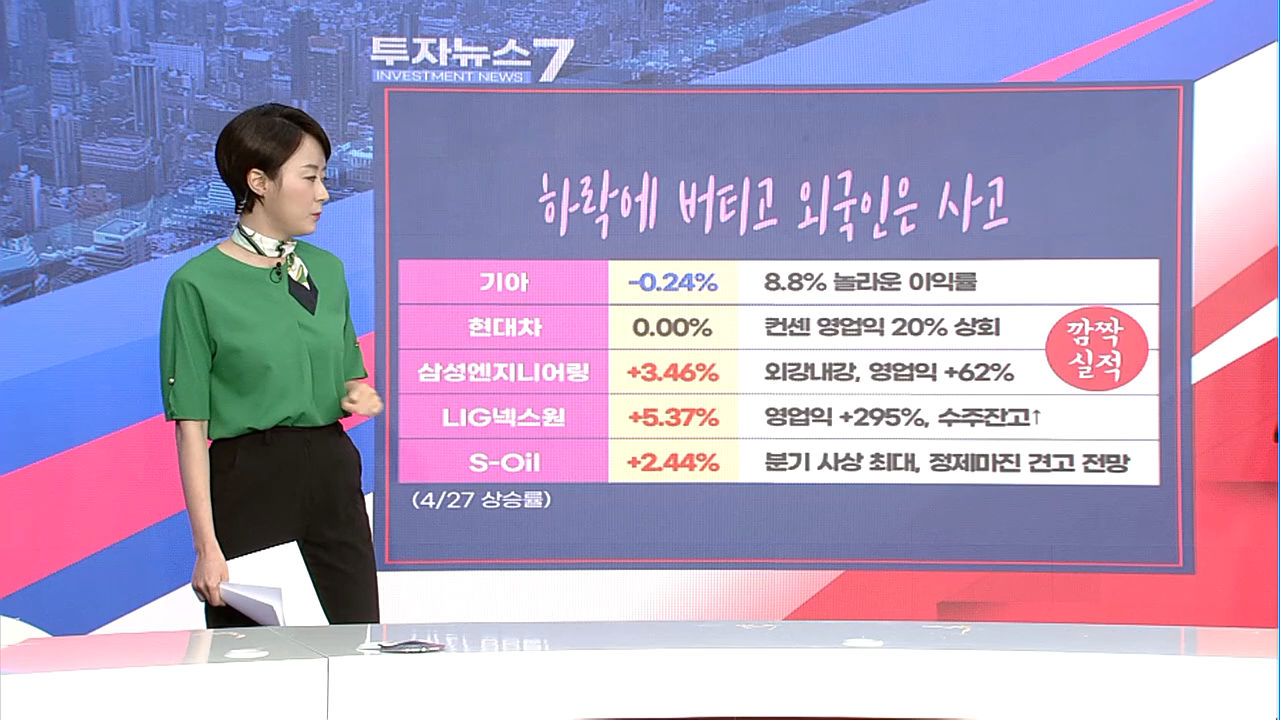 투자뉴스 7
INVESTMENT NEWS
하락에 버티고 외국인은 사고
기아 -0.24% 8.8% 놀라운 이익률
현대차 0.00% 컨센 영업익 20% 상회
삼성엔지니어링 +3.46% 외강내강, 영업익 +62%
깜짝
실적
LIG넥스원 +5.37% 영업익 +295%, 수주잔고↑
S-Oil +2.44% 분기 사상 최대, 정제마진 견고 전망
(4/27 상승률)